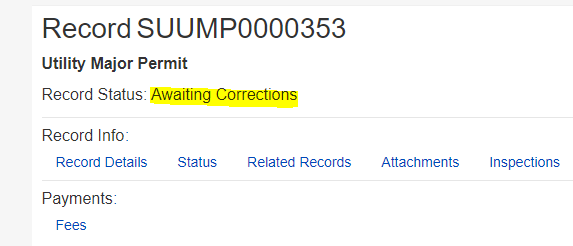 Record SUUMP0000353
Utility Major Permit
Record Status: Awaiting Corrections
Record Info:
Record Details Status Related Records Attachments Inspections
Payments:
Fees